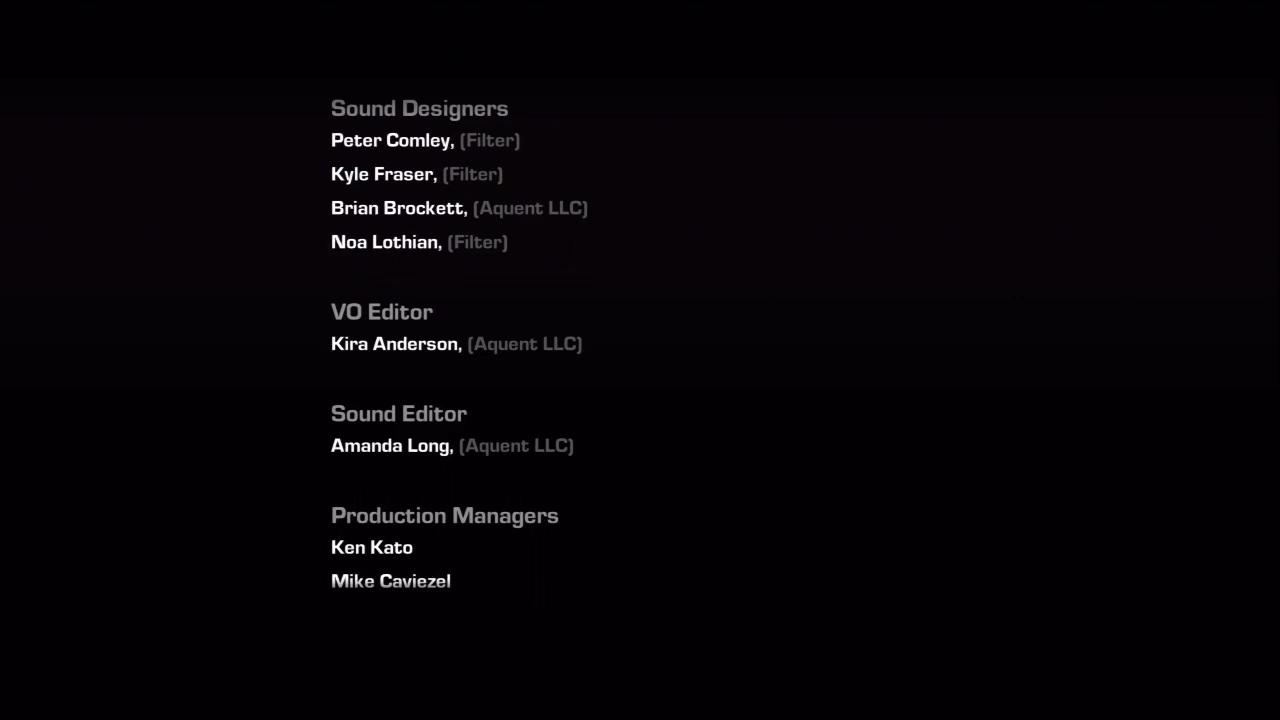 Sound Designers
Peter Comley, (Filter)
Kyle Fraser, (Filter)
Brian Brockett, (Aquent LLC)
Noa Lothian, (Filter)
VO Editor
Kira Anderson, (Aquent LLC)
Sound Editor
Amanda Long, (Aquent LLC)
Production Managers
Ken Kato
Mike Caviezel